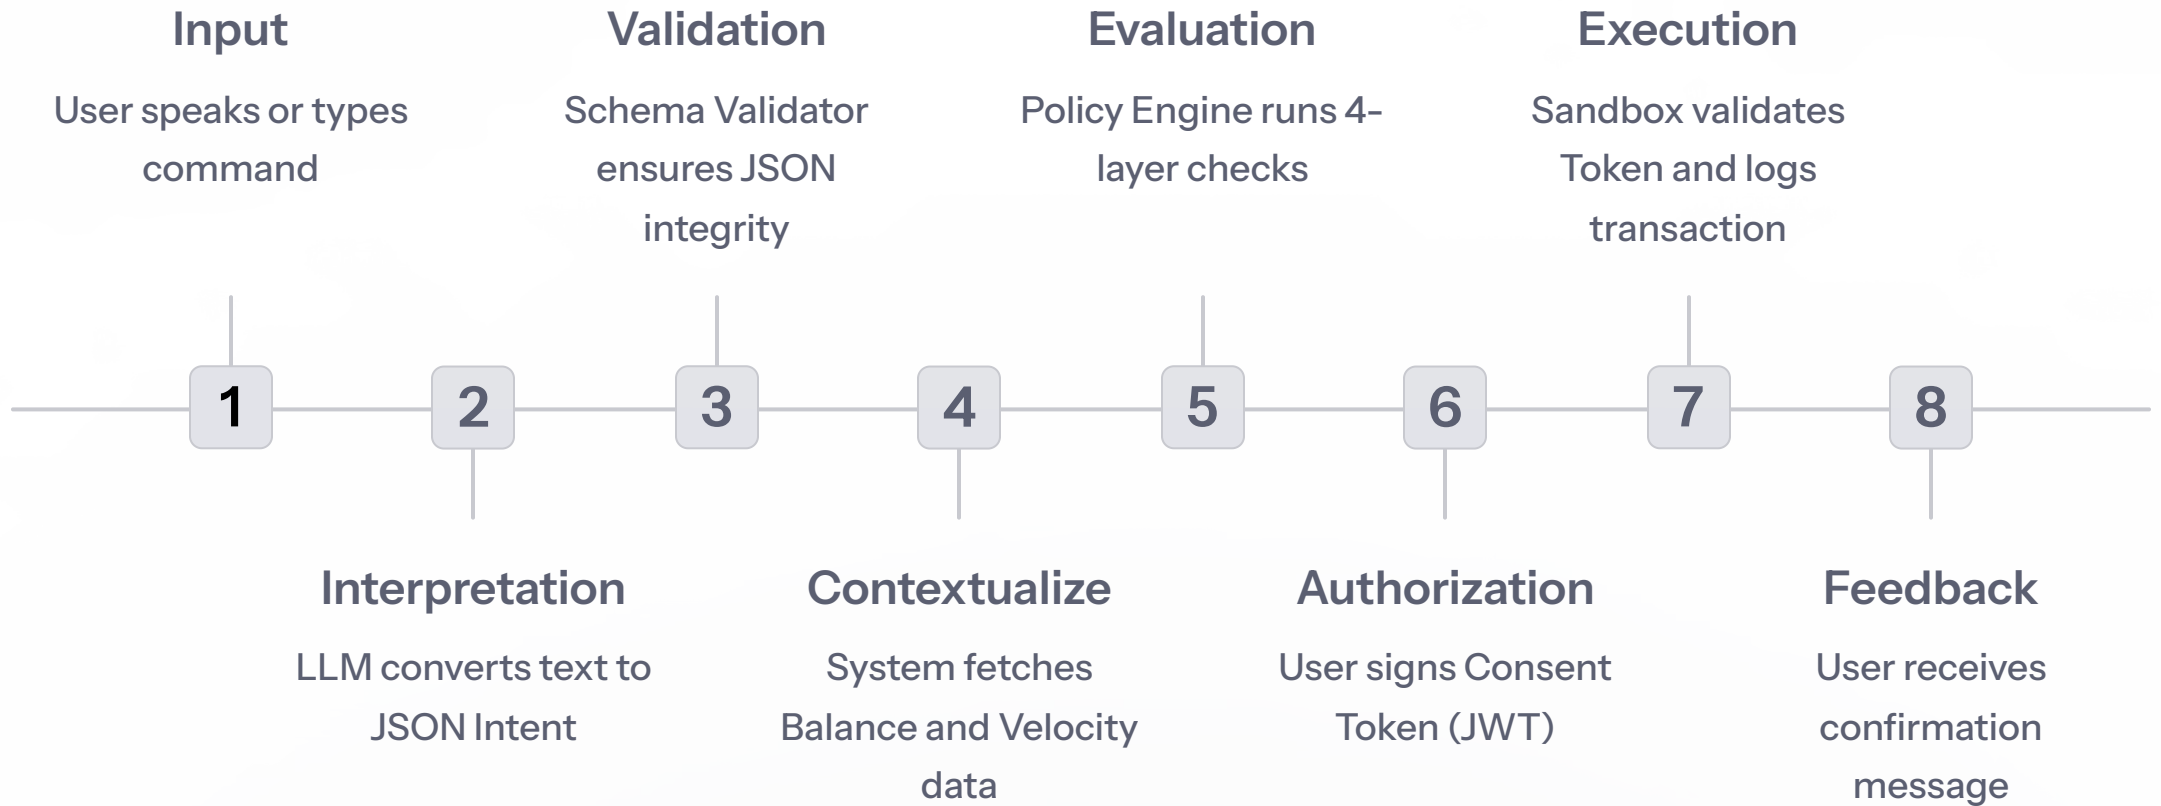 Input
User speaks or types
command
Validation
Schema Validator
ensures JSON
integrity
Evaluation
Policy Engine runs 4-
layer checks
Execution
Sandbox validates
Token and logs
transaction
1
2
3
4
5
6
7
8
Interpretation
LLM converts text to
JSON Intent
Contextualize
System fetches
Balance and Velocity
data
Authorization
User signs Consent
Token (JWT)
Feedback
User receives
confirmation
message